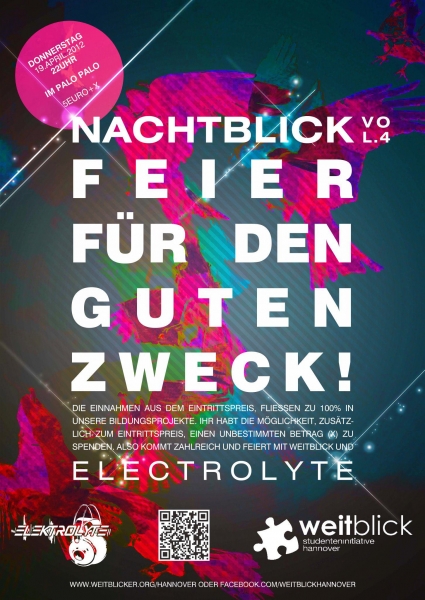 DONNERSTAG
19.APRIL.2012
22UHR
IM PALO PALO
5EURO+X
NACHTBLICK VO
L.4
FEIER
FÜR DEN
GUTEN
ZWECK!
DIE EINNAHMEN AUS DEM EINTRITTSPREIS, FLIESSEN ZU 100% IN
UNSERE BILDUNGSPROJEKTE. IHR HABT DIE MÖGLICHKEIT, ZUSÄTZ-
LICH ZUM EINTRITTSPREIS, EINEN UNBESTIMMTEN BETRAG (X) ZU
SPENDEN. ALSO KOMMT ZAHLREICH UND FEIERT MIT WEITBLICK UND
ELECTROLYTE
ELEKTROLYTE
weitblick
studenteninitiative
hannover
WWW.WEITBLICKER.ORG/HANNOVER ODER FACEBOOK.COM/WEITBLICKHANNOVER